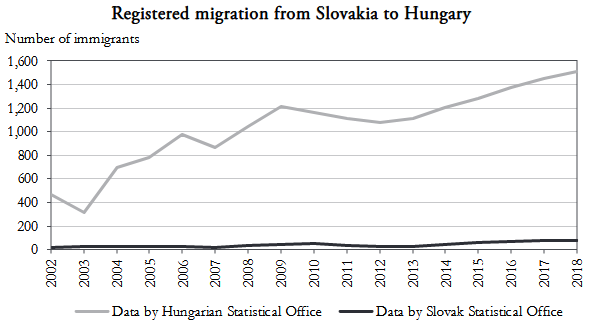 Registered migration from Slovakia to Hungary
Number of immigrants
1,600
1,400
1,200
1,000
800
600
400
200
0
2002 2003 2004 2005 2006 2007 2008 2009 2010 2011 2012 2013 2014 2015 2016 2017 2018
Data by Hungarian Statistical Office Data by Slovak Statistical Office